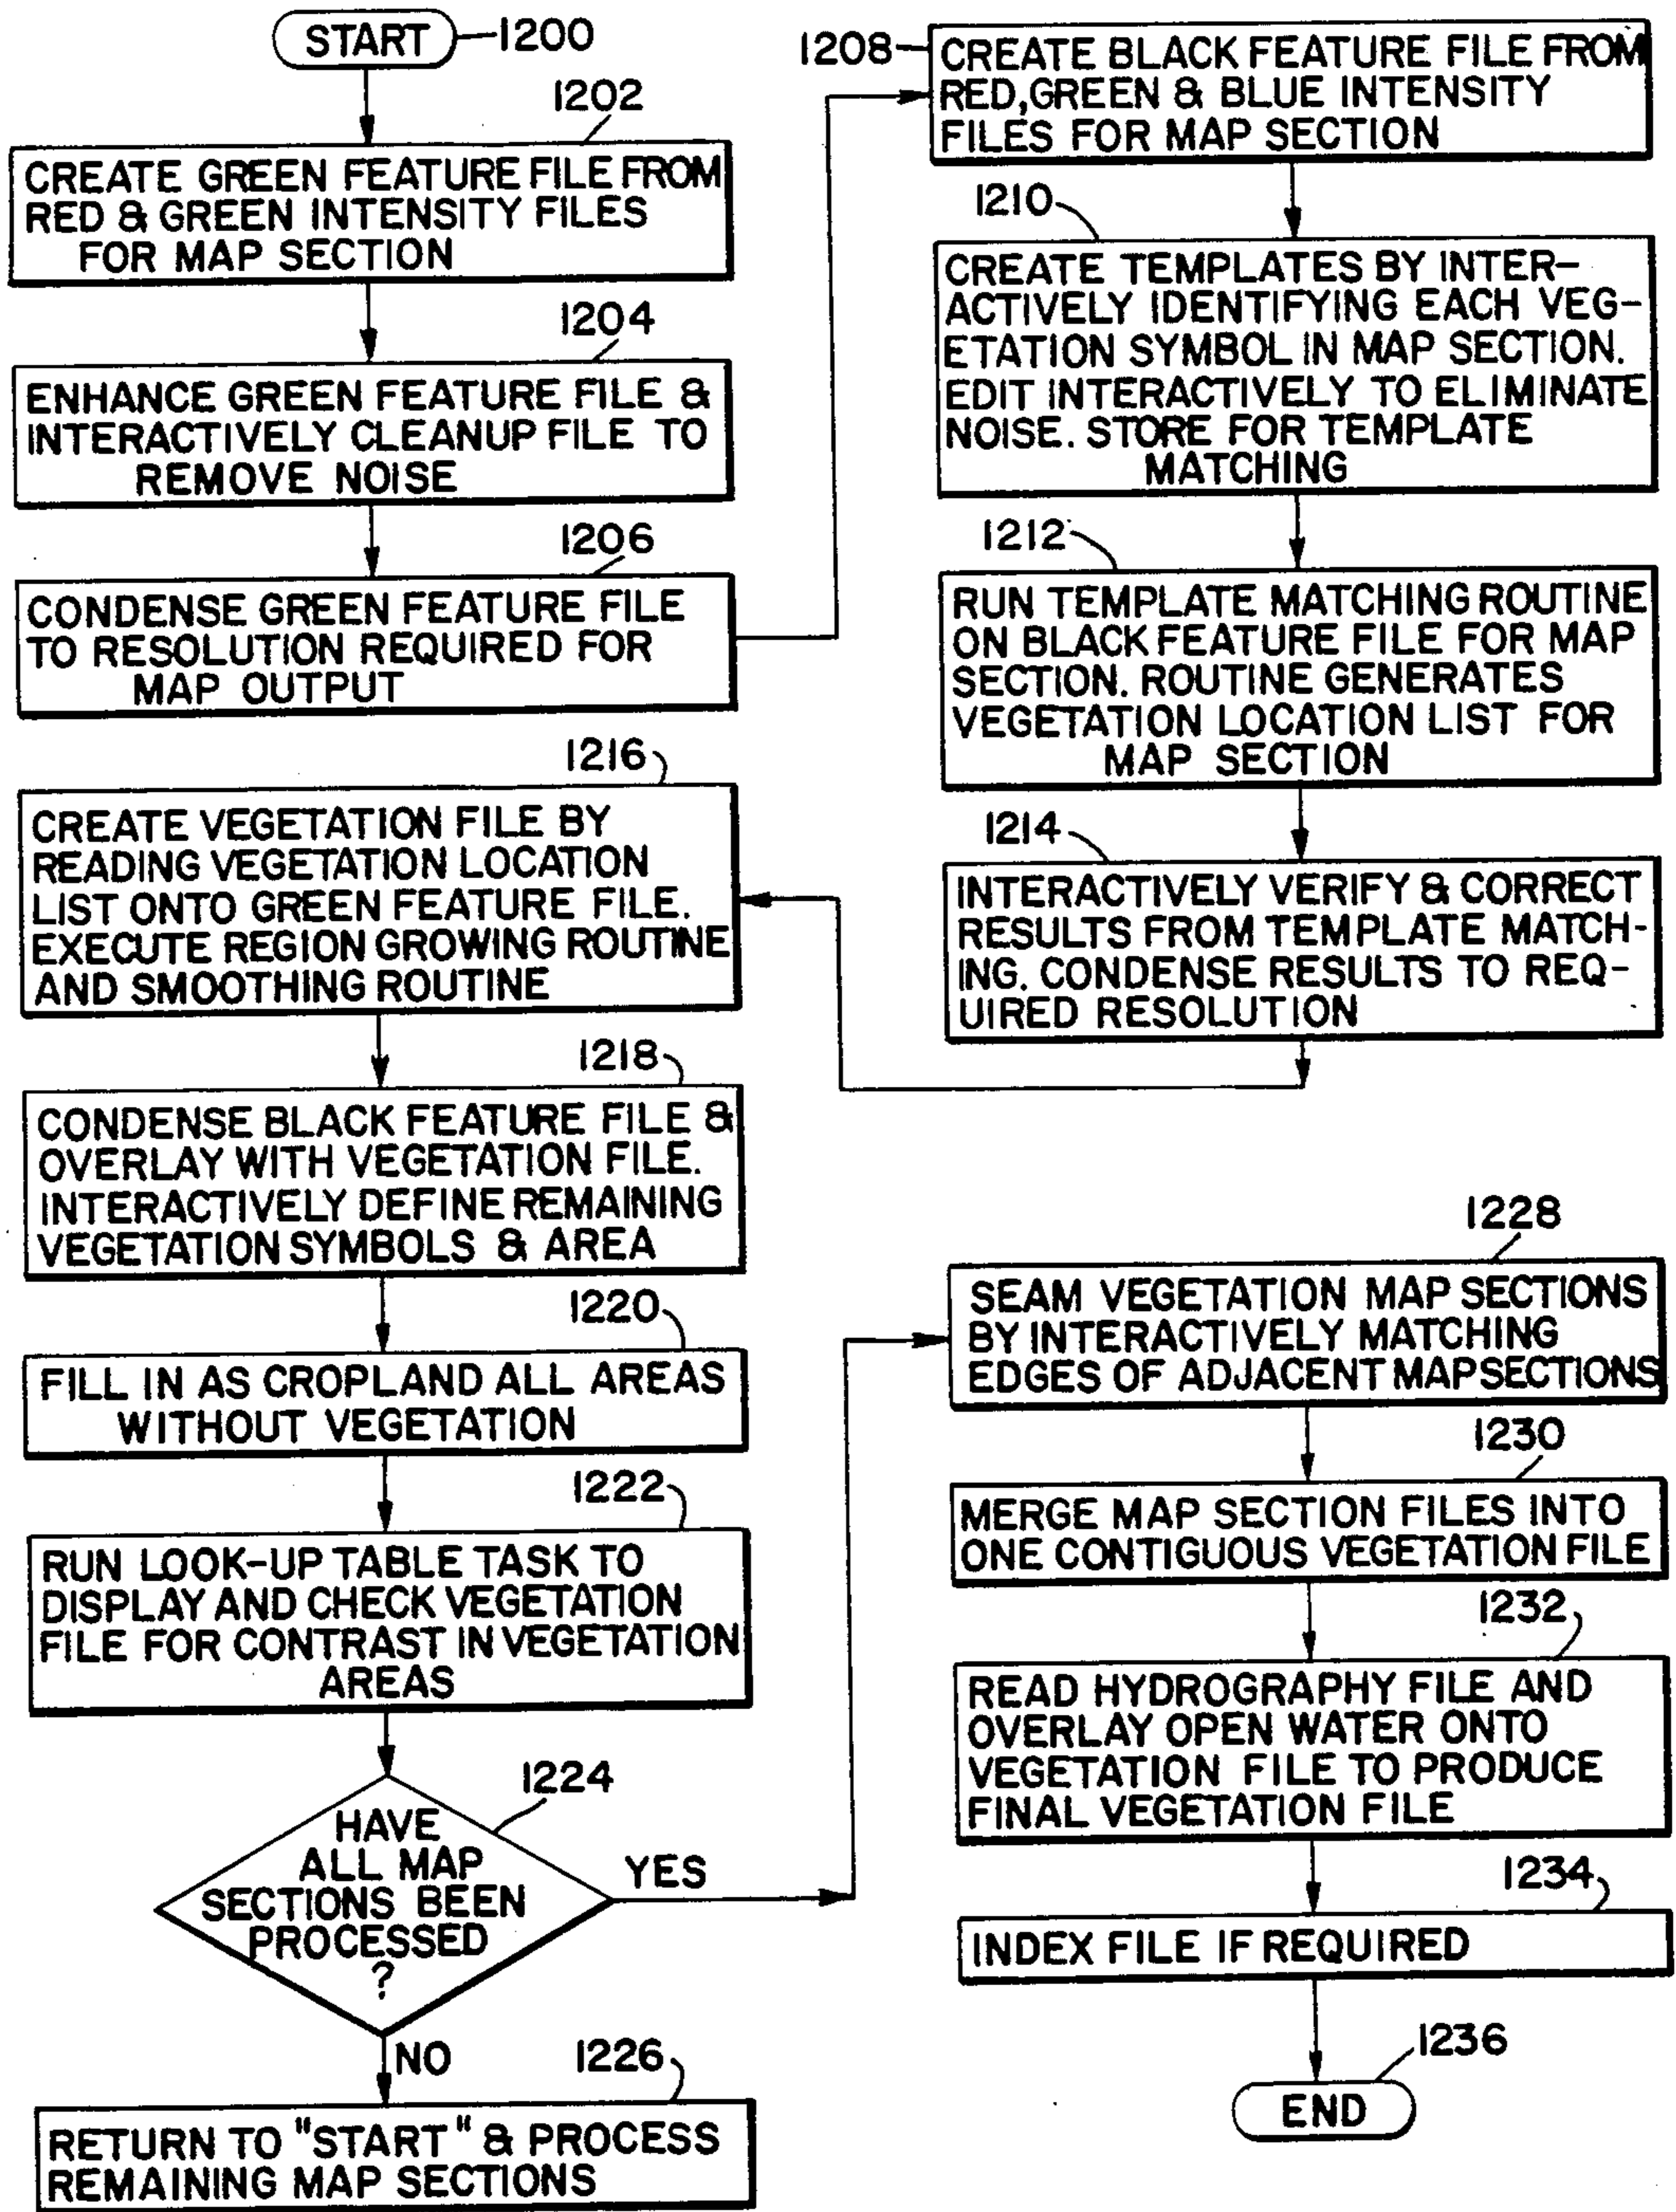 START
1200
1202
CREATE GREEN FEATURE FILE FROM
RED & GREEN INTENSITY FILES
FOR MAP SECTION
1204
ENHANCE GREEN FEATURE FILE &
INTERACTIVELY CLEANUP FILE TO
REMOVE NOISE
1206
CONDENSE GREEN FEATURE FILE
TO RESOLUTION REQUIRED FOR
MAP OUTPUT
1208
CREATE BLACK FEATURE FILE FROM
RED, GREEN & BLUE INTENSITY
FILES FOR MAP SECTION
1210
CREATE TEMPLATES BY INTER-
ACTIVELY IDENTIFYING EACH VEG-
ETATION SYMBOL IN MAP SECTION.
EDIT INTERACTIVELY TO ELIMINATE
NOISE. STORE FOR TEMPLATE
MATCHING
1212
RUN TEMPLATE MATCHING ROUTINE
ON BLACK FEATURE FILE FOR MAP
SECTION. ROUTINE GENERATES
VEGETATION LOCATION LIST FOR
MAP SECTION
1214
INTERACTIVELY VERIFY & CORRECT
RESULTS FROM TEMPLATE MATCH-
ING. CONDENSE RESULTS TO REQ-
UIRED RESOLUTION
1216
CREATE VEGETATION FILE BY
READING VEGETATION LOCATION
LIST ONTO GREEN FEATURE FILE.
EXECUTE REGION GROWING ROUTINE
AND SMOOTHING ROUTINE
1218
CONDENSE BLACK FEATURE FILE &
OVERLAY WITH VEGETATION FILE.
INTERACTIVELY DEFINE REMAINING
VEGETATION SYMBOLS & AREA
1220
FILL IN AS CROPLAND ALL AREAS
WITHOUT VEGETATION
1222
RUN LOOK-UP TABLE TASK TO
DISPLAY AND CHECK VEGETATION
FILE FOR CONTRAST IN VEGETATION
AREAS
1224
HAVE
ALL MAP
SECTIONS BEEN
PROCESSED
?
YES
NO
1226
RETURN TO "START" & PROCESS
REMAINING MAP SECTIONS
1228
SEAM VEGETATION MAP SECTIONS
BY INTERACTIVELY MATCHING
EDGES OF ADJACENT MAPSECTIONS
1230
MERGE MAP SECTION FILES INTO
ONE CONTIGUOUS VEGETATION FILE
1232
READ HYDROGRAPHY FILE AND
OVERLAY OPEN WATER ONTO
VEGETATION FILE TO PRODUCE
FINAL VEGETATION FILE
1234
INDEX FILE IF REQUIRED
1236
END